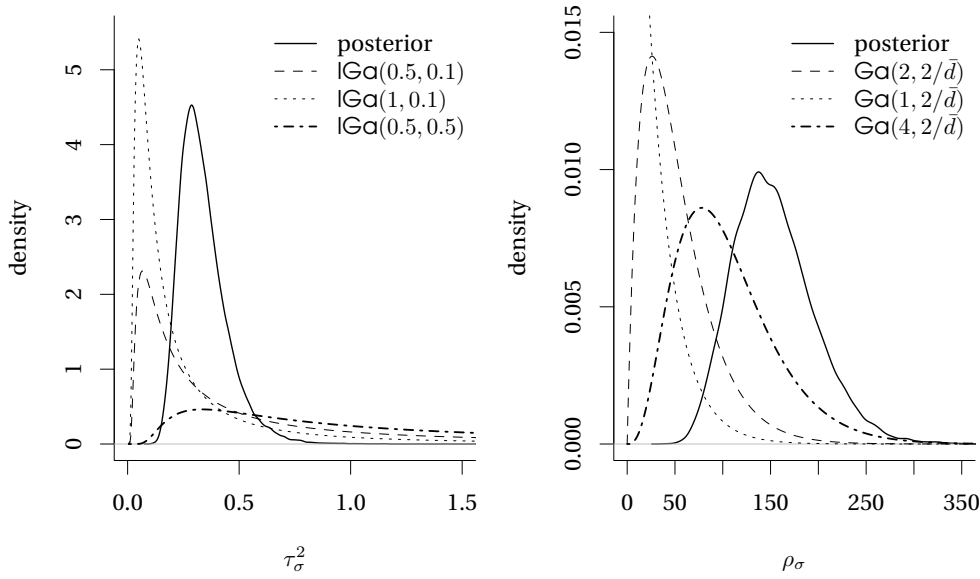 posterior
IGa(0.5, 0.1)
IGa(1, 0.1)
IGa(0.5, 0.5)
density
0 1 2 3 4 5
0.0 0.5 1.0 1.5
τ²σ
posterior
Ga(2, 2/d̄)
Ga(1, 2/d̄)
Ga(4, 2/d̄)
density
0.000 0.005 0.010 0.015
0 50 150 250 350
ρσ